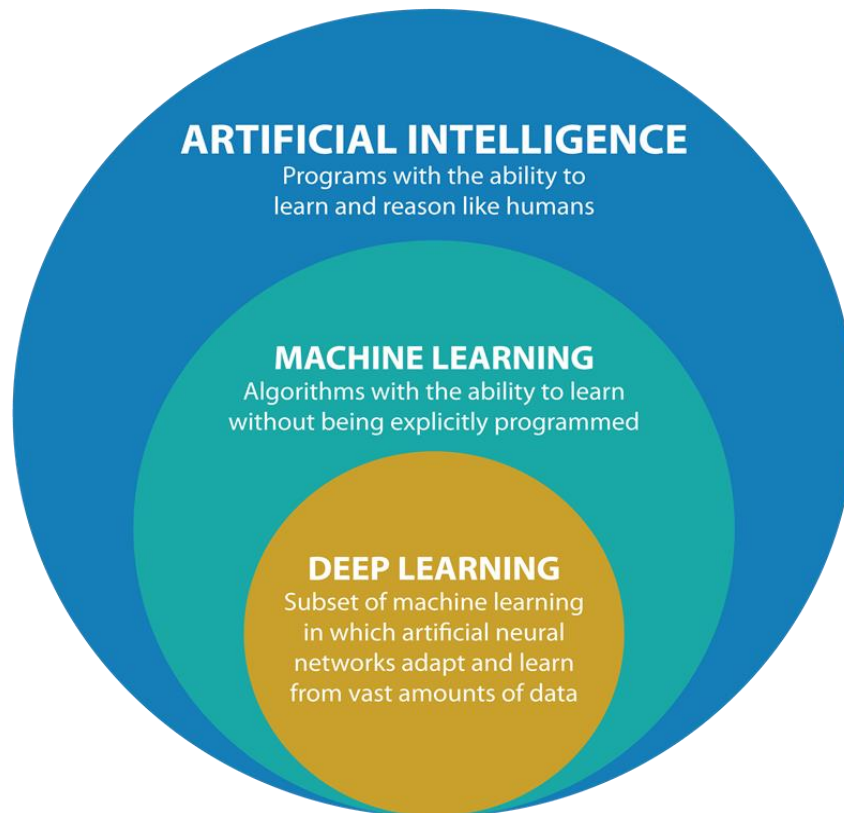 ARTIFICIAL INTELLIGENCE
Programs with the ability to
learn and reason like humans
MACHINE LEARNING
Algorithms with the ability to learn
without being explicitly programmed
DEEP LEARNING
Subset of machine learning
in which artificial neural
networks adapt and learn
from vast amounts of data